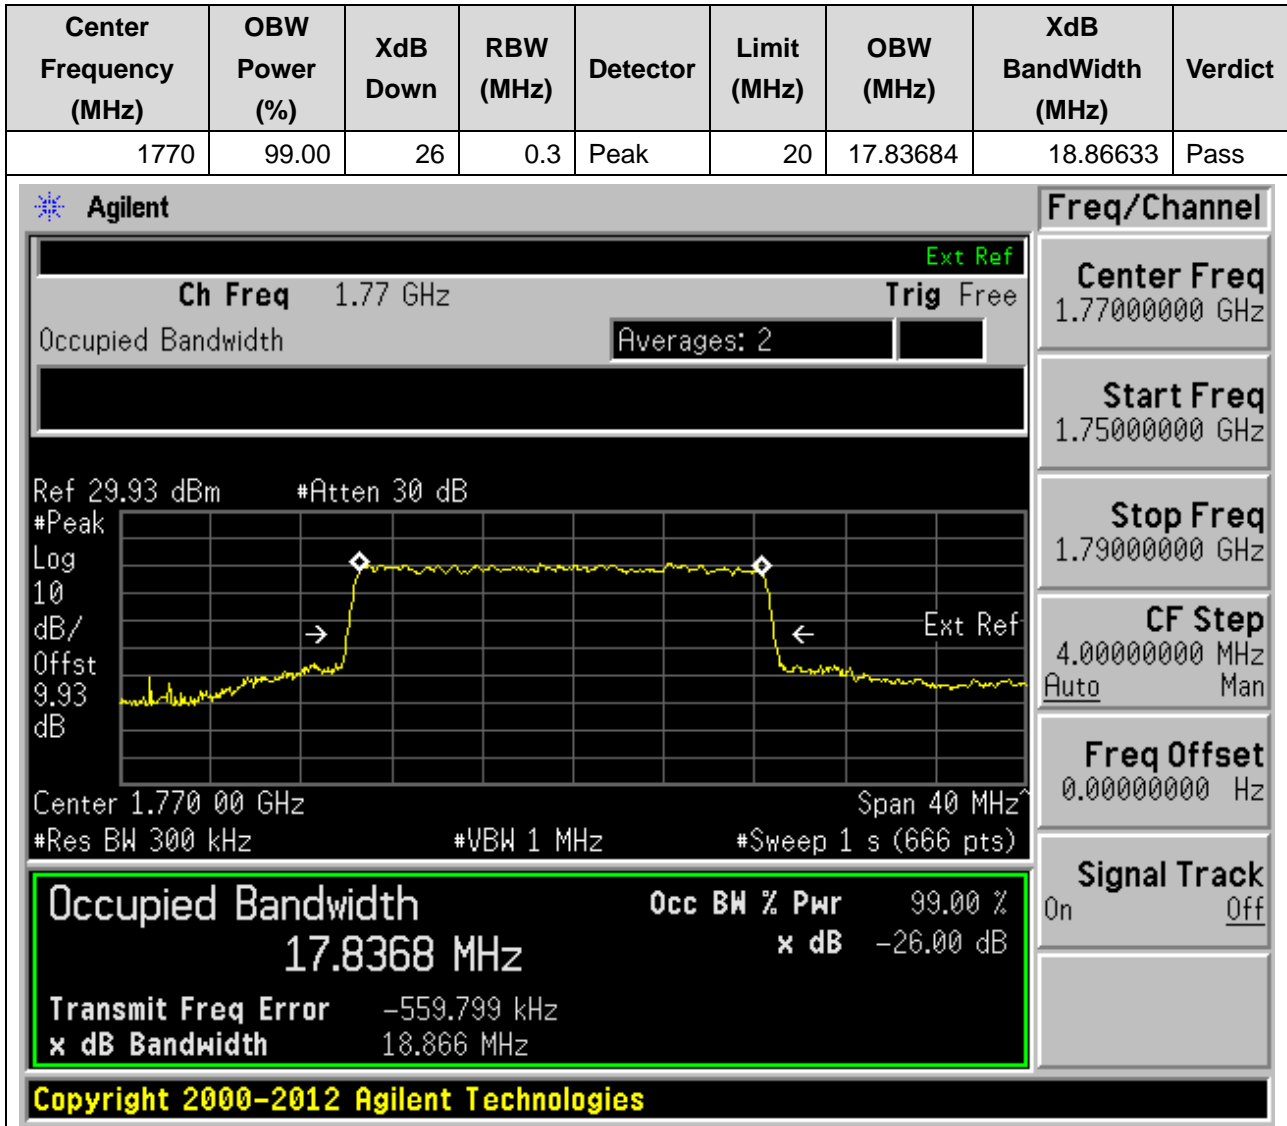 Center Frequency (MHz) OBW Power (%) XdB Down RBW (MHz) Detector Limit (MHz) OBW (MHz) XdB BandWidth (MHz) Verdict
1770 99.00 26 0.3 Peak 20 17.83684 18.86633 Pass
Agilent
Freq/Channel
Ext Ref
Ch Freq 1.77 GHz Trig Free
Occupied Bandwidth Averages: 2
Center Freq
1.77000000 GHz
Start Freq
1.75000000 GHz
Stop Freq
1.79000000 GHz
CF Step
4.00000000 MHz
Auto Man
Freq Offset
0.00000000 Hz
Signal Track
On Off
Ref 29.93 dBm #Atten 30 dB
#Peak
Log
10
dB/
Offst
9.93
dB
Ext Ref
Center 1.770 00 GHz Span 40 MHz^
#Res BW 300 kHz #VBW 1 MHz #Sweep 1 s (666 pts)
Occupied Bandwidth
17.8368 MHz
Occ BW % Pwr 99.00 %
x dB -26.00 dB
Transmit Freq Error -559.799 kHz
x dB Bandwidth 18.866 MHz
Copyright 2000-2012 Agilent Technologies